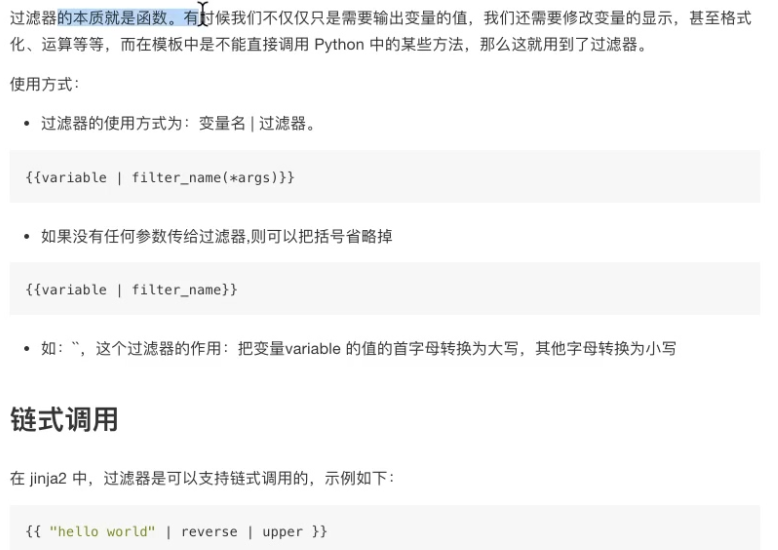 过滤器的本质就是函数。有时候我们不仅仅只是需要输出变量的值，我们还需要修改变量的显示，甚至格式
化、运算等等，而在模板中是不能直接调用 Python 中的某些方法，那么这就用到了过滤器。
使用方式：
• 过滤器的使用方式为：变量名 | 过滤器。
{{variable | filter_name(*args)}}
• 如果没有任何参数传给过滤器,则可以把括号省略掉
{{variable | filter_name}}
• 如：``，这个过滤器的作用：把变量variable 的值的首字母转换为大写，其他字母转换为小写
链式调用
在 jinja2 中，过滤器是可以支持链式调用的，示例如下：
{{ "hello world" | reverse | upper }}